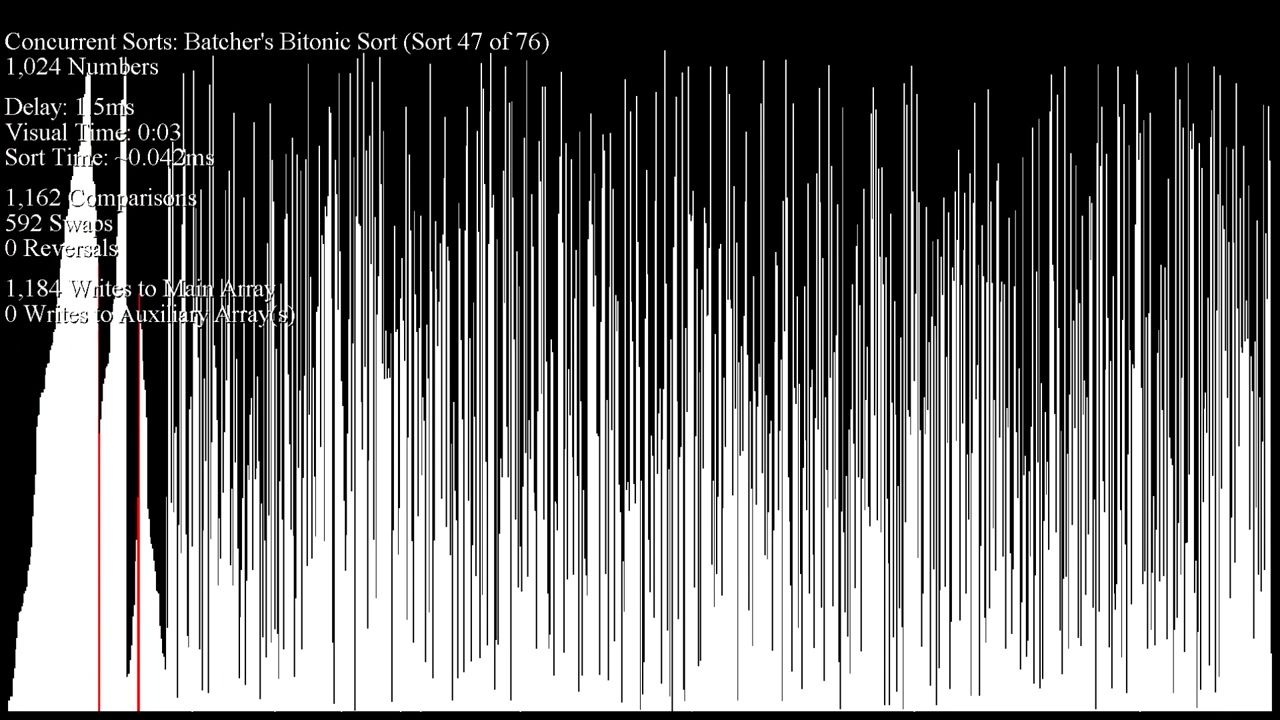 Concurrent Sorts: Batcher's Bitonic Sort (Sort 47 of 76)
1,024 Numbers
Delay: 1.5ms
Visual Time: 0:03
Sort Time: ~0.042ms
1,162 Comparisons
592 Swaps
0 Reversals
1,184 Writes to Main Array
0 Writes to Auxiliary Array(s)